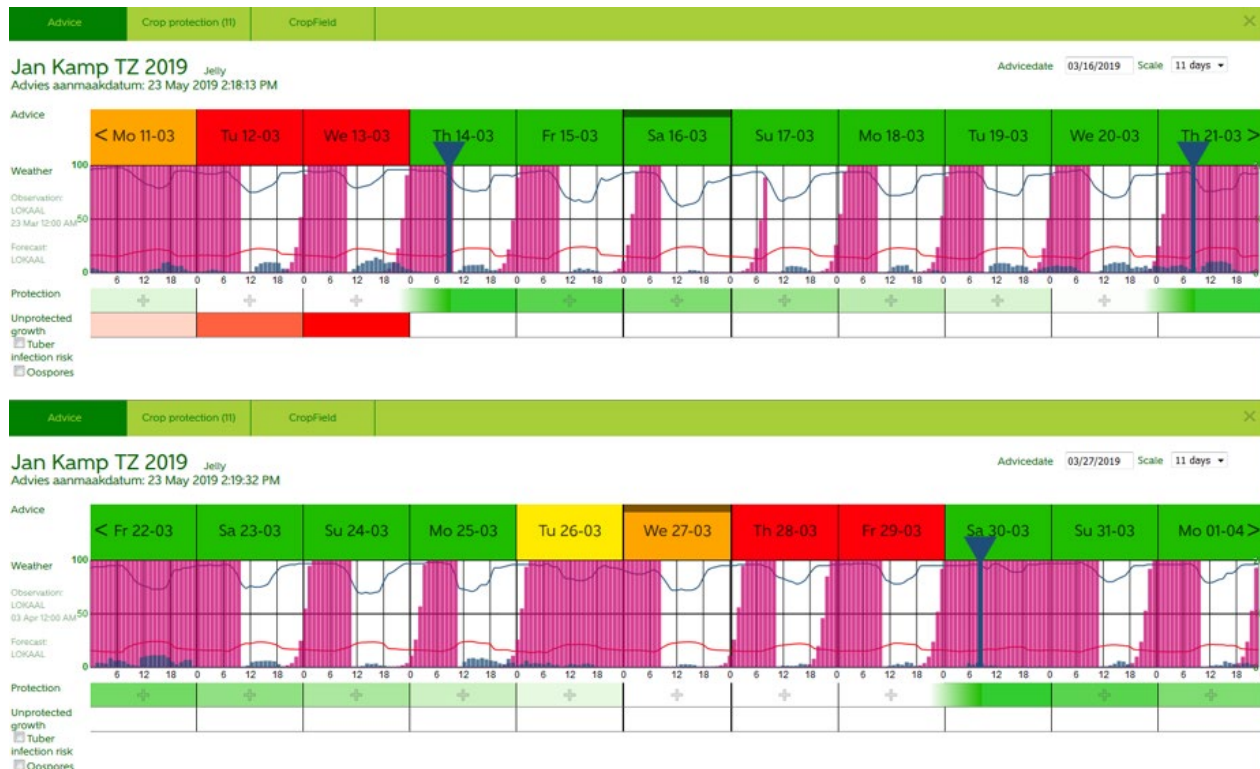 Advice Crop protection (11) CropField ×
Jan Kamp TZ 2019 Jelly
Advies aanmaakdatum: 23 May 2019 2:18:13 PM
Advicedate 03/16/2019 Scale 11 days
Advice
< Mo 11-03 Tu 12-03 We 13-03 Th 14-03 Fr 15-03 Sa 16-03 Su 17-03 Mo 18-03 Tu 19-03 We 20-03 Th 21-03 >
Weather 100
Observation:
LOKAAL
23 Mar 12:00 AM 50
Forecast:
LOKAAL
0
6 12 18 0 6 12 18 0 6 12 18 0 6 12 18 0 6 12 18 0 6 12 18 0 6 12 18 0 6 12 18 0 6 12 18 0 6 12 18 0 6 12 18
Protection
Unprotected
growth
Tuber
infection risk
Oospores
Advice Crop protection (11) CropField ×
Jan Kamp TZ 2019 Jelly
Advies aanmaakdatum: 23 May 2019 2:19:32 PM
Advicedate 03/27/2019 Scale 11 days
Advice
< Fr 22-03 Sa 23-03 Su 24-03 Mo 25-03 Tu 26-03 We 27-03 Th 28-03 Fr 29-03 Sa 30-03 Su 31-03 Mo 01-04 >
Weather 100
Observation:
LOKAAL
03 Apr 12:00 AM 50
Forecast:
LOKAAL
0
6 12 18 0 6 12 18 0 6 12 18 0 6 12 18 0 6 12 18 0 6 12 18 0 6 12 18 0 6 12 18 0 6 12 18 0 6 12 18 0 6 12 18
Protection
Unprotected
growth
Tuber
infection risk
Oospores